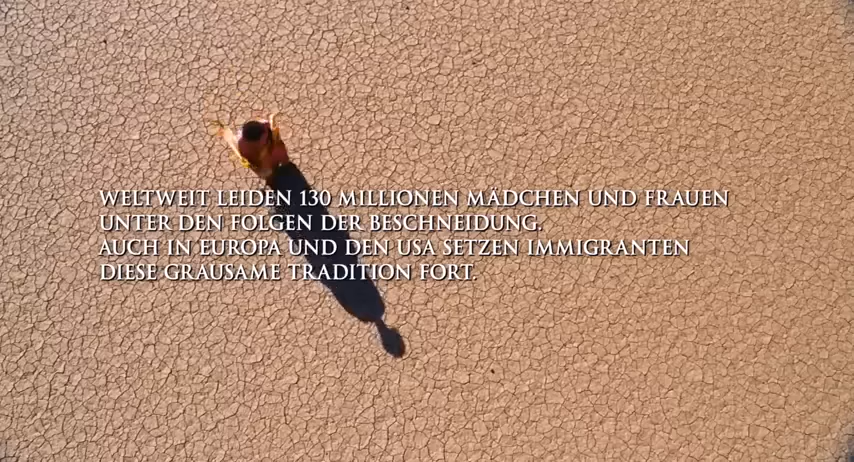 WELTWEIT LEIDEN 130 MILLIONEN MÄDCHEN UND FRAUEN
UNTER DEN FOLGEN DER BESCHNEIDUNG.
AUCH IN EUROPA UND DEN USA SETZEN IMMIGRANTEN
DIESE GRAUSAME TRADITION FORT.